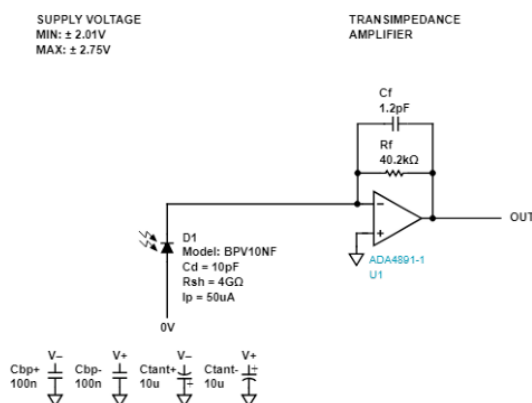 SUPPLY VOLTAGE
MIN: ± 2.01V
MAX: ± 2.75V
TRANSIMPEDANCE
AMPLIFIER
Cf
1.2pF
Rf
40.2kΩ
−
+
OUT
ADA4891-1
U1
D1
Model: BPV10NF
Cd = 10pF
Rsh = 4GΩ
Ip = 50uA
0V
V− V+ V− V+
Cbp+ Cbp- Ctant+ Ctant-
100n 100n 10u 10u